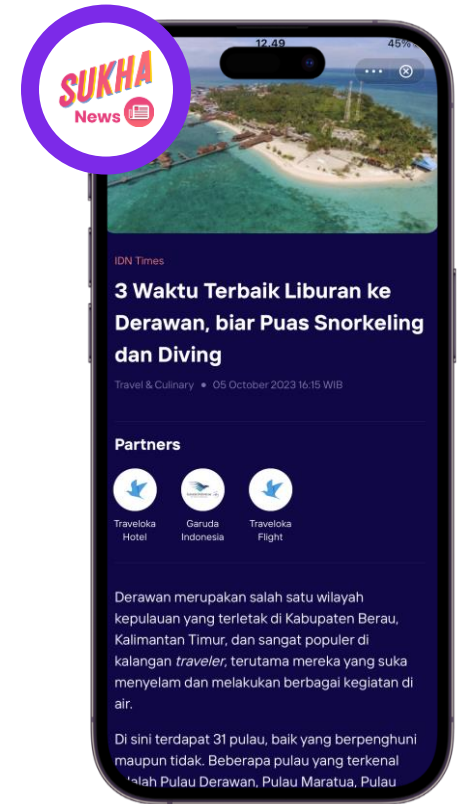 SUKHA
News
12.49
45%
IDN Times
3 Waktu Terbaik Liburan ke
Derawan, biar Puas Snorkeling
dan Diving
Travel & Culinary • 05 October 2023 16:15 WIB
Partners
Traveloka
Hotel
Garuda
Indonesia
Traveloka
Flight
Derawan merupakan salah satu wilayah
kepulauan yang terletak di Kabupaten Berau,
Kalimantan Timur, dan sangat populer di
kalangan traveler, terutama mereka yang suka
menyelam dan melakukan berbagai kegiatan di
air.
Di sini terdapat 31 pulau, baik yang berpenghuni
maupun tidak. Beberapa pulau yang terkenal
adalah Pulau Derawan, Pulau Maratua, Pulau